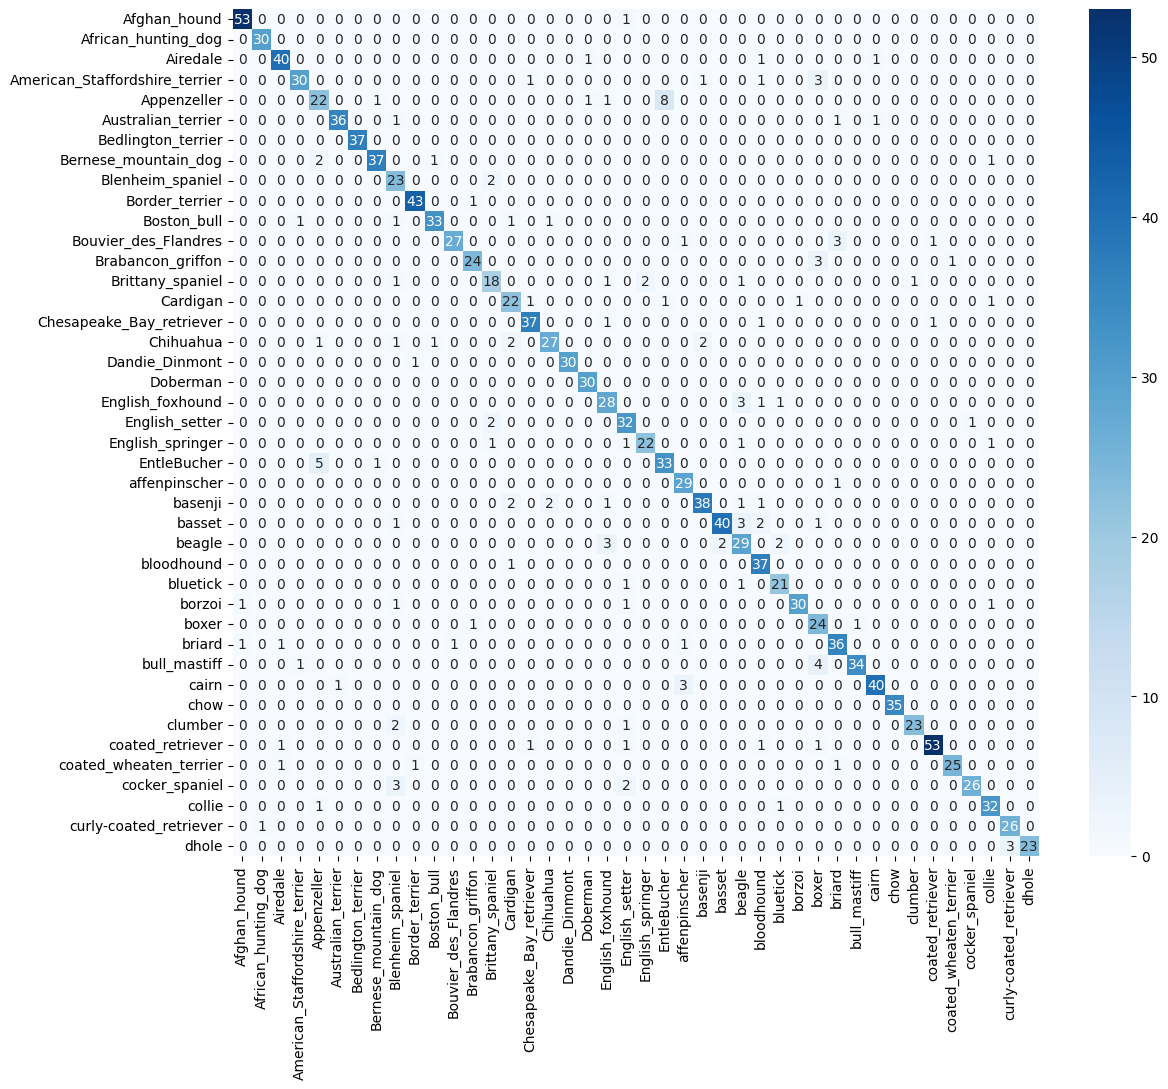 Afghan_hound 53 0 0 0 0 0 0 0 0 0 0 0 0 0 0 0 0 0 0 0 1 0 0 0 0 0 0 0 0 0 0 0 0 0 0 0 0 0 0 0 0 0
African_hunting_dog 0 30 0 0 0 0 0 0 0 0 0 0 0 0 0 0 0 0 0 0 0 0 0 0 0 0 0 0 0 0 0 0 0 0 0 0 0 0 0 0 0 0
Airedale 0 0 40 0 0 0 0 0 0 0 0 0 0 0 0 0 0 0 1 0 0 0 0 0 0 0 0 1 0 0 0 0 0 1 0 0 0 0 0 0 0 0
American_Staffordshire_terrier 0 0 0 30 0 0 0 0 0 0 0 0 0 0 0 1 0 0 0 0 0 0 0 0 1 0 0 1 0 0 3 0 0 0 0 0 0 0 0 0 0 0
Appenzeller 0 0 0 0 22 0 0 1 0 0 0 0 0 0 0 0 0 0 1 1 0 0 8 0 0 0 0 0 0 0 0 0 0 0 0 0 0 0 0 0 0 0
Australian_terrier 0 0 0 0 0 36 0 0 1 0 0 0 0 0 0 0 0 0 0 0 0 0 0 0 0 0 0 0 0 0 0 1 0 1 0 0 0 0 0 0 0 0
Bedlington_terrier 0 0 0 0 0 0 37 0 0 0 0 0 0 0 0 0 0 0 0 0 0 0 0 0 0 0 0 0 0 0 0 0 0 0 0 0 0 0 0 0 0 0
Bernese_mountain_dog 0 0 0 0 2 0 0 37 0 0 1 0 0 0 0 0 0 0 0 0 0 0 0 0 0 0 0 0 0 0 0 0 0 0 0 0 0 0 0 1 0 0
Blenheim_spaniel 0 0 0 0 0 0 0 0 23 0 0 0 0 2 0 0 0 0 0 0 0 0 0 0 0 0 0 0 0 0 0 0 0 0 0 0 0 0 0 0 0 0
Border_terrier 0 0 0 0 0 0 0 0 0 43 0 0 1 0 0 0 0 0 0 0 0 0 0 0 0 0 0 0 0 0 0 0 0 0 0 0 0 0 0 0 0 0
Boston_bull 0 0 0 1 0 0 0 0 1 0 33 0 0 0 1 0 1 0 0 0 0 0 0 0 0 0 0 0 0 0 0 0 0 0 0 0 0 0 0 0 0 0
Bouvier_des_Flandres 0 0 0 0 0 0 0 0 0 0 0 27 0 0 0 0 0 0 0 0 0 0 0 1 0 0 0 0 0 0 0 3 0 0 0 0 1 0 0 0 0 0
Brabancon_griffon 0 0 0 0 0 0 0 0 0 0 0 0 24 0 0 0 0 0 0 0 0 0 0 0 0 0 0 0 0 0 3 0 0 0 0 0 0 1 0 0 0 0
Brittany_spaniel 0 0 0 0 0 0 0 0 1 0 0 0 0 18 0 0 0 0 0 1 0 2 0 0 0 0 1 0 0 0 0 0 0 0 0 1 0 0 0 0 0 0
Cardigan 0 0 0 0 0 0 0 0 0 0 0 0 0 0 22 1 0 0 0 0 0 0 1 0 0 0 0 0 0 1 0 0 0 0 0 0 0 0 0 1 0 0
Chesapeake_Bay_retriever 0 0 0 0 0 0 0 0 0 0 0 0 0 0 0 37 0 0 0 1 0 0 0 0 0 0 0 1 0 0 0 0 0 0 0 0 1 0 0 0 0 0
Chihuahua 0 0 0 0 1 0 0 0 1 0 1 0 0 0 2 0 27 0 0 0 0 0 0 0 2 0 0 0 0 0 0 0 0 0 0 0 0 0 0 0 0 0
Dandie_Dinmont 0 0 0 0 0 0 0 0 0 1 0 0 0 0 0 0 0 30 0 0 0 0 0 0 0 0 0 0 0 0 0 0 0 0 0 0 0 0 0 0 0 0
Doberman 0 0 0 0 0 0 0 0 0 0 0 0 0 0 0 0 0 0 30 0 0 0 0 0 0 0 0 0 0 0 0 0 0 0 0 0 0 0 0 0 0 0
English_foxhound 0 0 0 0 0 0 0 0 0 0 0 0 0 0 0 0 0 0 0 28 0 0 0 0 0 0 3 1 1 0 0 0 0 0 0 0 0 0 0 0 0 0
English_setter 0 0 0 0 0 0 0 0 0 0 0 0 0 2 0 0 0 0 0 0 32 0 0 0 0 0 0 0 0 0 0 0 0 0 0 0 0 0 1 0 0 0
English_springer 0 0 0 0 0 0 0 0 0 0 0 0 0 1 0 0 0 0 0 0 1 22 0 0 0 0 1 0 0 0 0 0 0 0 0 0 0 0 0 1 0 0
EntleBucher 0 0 0 0 5 0 0 1 0 0 0 0 0 0 0 0 0 0 0 0 0 0 33 0 0 0 0 0 0 0 0 0 0 0 0 0 0 0 0 0 0 0
affenpinscher 0 0 0 0 0 0 0 0 0 0 0 0 0 0 0 0 0 0 0 0 0 0 0 29 0 0 0 0 0 0 0 1 0 0 0 0 0 0 0 0 0 0
basenji 0 0 0 0 0 0 0 0 0 0 0 0 0 0 2 0 2 0 0 1 0 0 0 0 38 0 1 1 0 0 0 0 0 0 0 0 0 0 0 0 0 0
basset 0 0 0 0 0 0 0 0 1 0 0 0 0 0 0 0 0 0 0 0 0 0 0 0 0 40 3 2 0 0 1 0 0 0 0 0 0 0 0 0 0 0
beagle 0 0 0 0 0 0 0 0 0 0 0 0 0 0 0 0 0 0 0 3 0 0 0 0 0 2 29 0 2 0 0 0 0 0 0 0 0 0 0 0 0 0
bloodhound 0 0 0 0 0 0 0 0 0 0 0 0 0 0 1 0 0 0 0 0 0 0 0 0 0 0 0 37 0 0 0 0 0 0 0 0 0 0 0 0 0 0
bluetick 0 0 0 0 0 0 0 0 0 0 0 0 0 0 0 0 0 0 0 0 1 0 0 0 0 0 1 0 21 0 0 0 0 0 0 0 0 0 0 0 0 0
borzoi 1 0 0 0 0 0 0 0 1 0 0 0 0 0 0 0 0 0 0 0 1 0 0 0 0 0 0 0 0 30 0 0 0 0 0 0 0 0 0 1 0 0
boxer 0 0 0 0 0 0 0 0 0 0 0 0 1 0 0 0 0 0 0 0 0 0 0 0 0 0 0 0 0 0 24 0 1 0 0 0 0 0 0 0 0 0
briard 1 0 1 0 0 0 0 0 0 0 0 1 0 0 0 0 0 0 0 0 0 0 0 1 0 0 0 0 0 0 0 36 0 0 0 0 0 0 0 0 0 0
bull_mastiff 0 0 0 1 0 0 0 0 0 0 0 0 0 0 0 0 0 0 0 0 0 0 0 0 0 0 0 0 0 0 4 0 34 0 0 0 0 0 0 0 0 0
cairn 0 0 0 0 0 1 0 0 0 0 0 0 0 0 0 0 0 0 0 0 0 0 0 3 0 0 0 0 0 0 0 0 0 40 0 0 0 0 0 0 0 0
chow 0 0 0 0 0 0 0 0 0 0 0 0 0 0 0 0 0 0 0 0 0 0 0 0 0 0 0 0 0 0 0 0 0 0 35 0 0 0 0 0 0 0
clumber 0 0 0 0 0 0 0 0 2 0 0 0 0 0 0 0 0 0 0 0 1 0 0 0 0 0 0 0 0 0 0 0 0 0 0 23 0 0 0 0 0 0
coated_retriever 0 0 1 0 0 0 0 0 0 0 0 0 0 0 0 1 0 0 0 0 1 0 0 0 0 0 0 1 0 0 1 0 0 0 0 0 53 0 0 0 0 0
coated_wheaten_terrier 0 0 1 0 0 0 0 0 0 1 0 0 0 0 0 0 0 0 0 0 0 0 0 0 0 0 0 0 0 0 0 1 0 0 0 0 0 25 0 0 0 0
cocker_spaniel 0 0 0 0 0 0 0 0 3 0 0 0 0 0 0 0 0 0 0 0 2 0 0 0 0 0 0 0 0 0 0 0 0 0 0 0 0 0 26 0 0 0
collie 0 0 0 0 1 0 0 0 0 0 0 0 0 0 0 0 0 0 0 0 0 0 0 0 0 0 0 0 1 0 0 0 0 0 0 0 0 0 0 32 0 0
curly-coated_retriever 0 1 0 0 0 0 0 0 0 0 0 0 0 0 0 0 0 0 0 0 0 0 0 0 0 0 0 0 0 0 0 0 0 0 0 0 0 0 0 0 26 0
dhole 0 0 0 0 0 0 0 0 0 0 0 0 0 0 0 0 0 0 0 0 0 0 0 0 0 0 0 0 0 0 0 0 0 0 0 0 0 0 0 0 3 23
Afghan_hound
African_hunting_dog
Airedale
American_Staffordshire_terrier
Appenzeller
Australian_terrier
Bedlington_terrier
Bernese_mountain_dog
Blenheim_spaniel
Border_terrier
Boston_bull
Bouvier_des_Flandres
Brabancon_griffon
Brittany_spaniel
Cardigan
Chesapeake_Bay_retriever
Chihuahua
Dandie_Dinmont
Doberman
English_foxhound
English_setter
English_springer
EntleBucher
affenpinscher
basenji
basset
beagle
bloodhound
bluetick
borzoi
boxer
briard
bull_mastiff
cairn
chow
clumber
coated_retriever
coated_wheaten_terrier
cocker_spaniel
collie
curly-coated_retriever
dhole
50
40
30
20
10
0